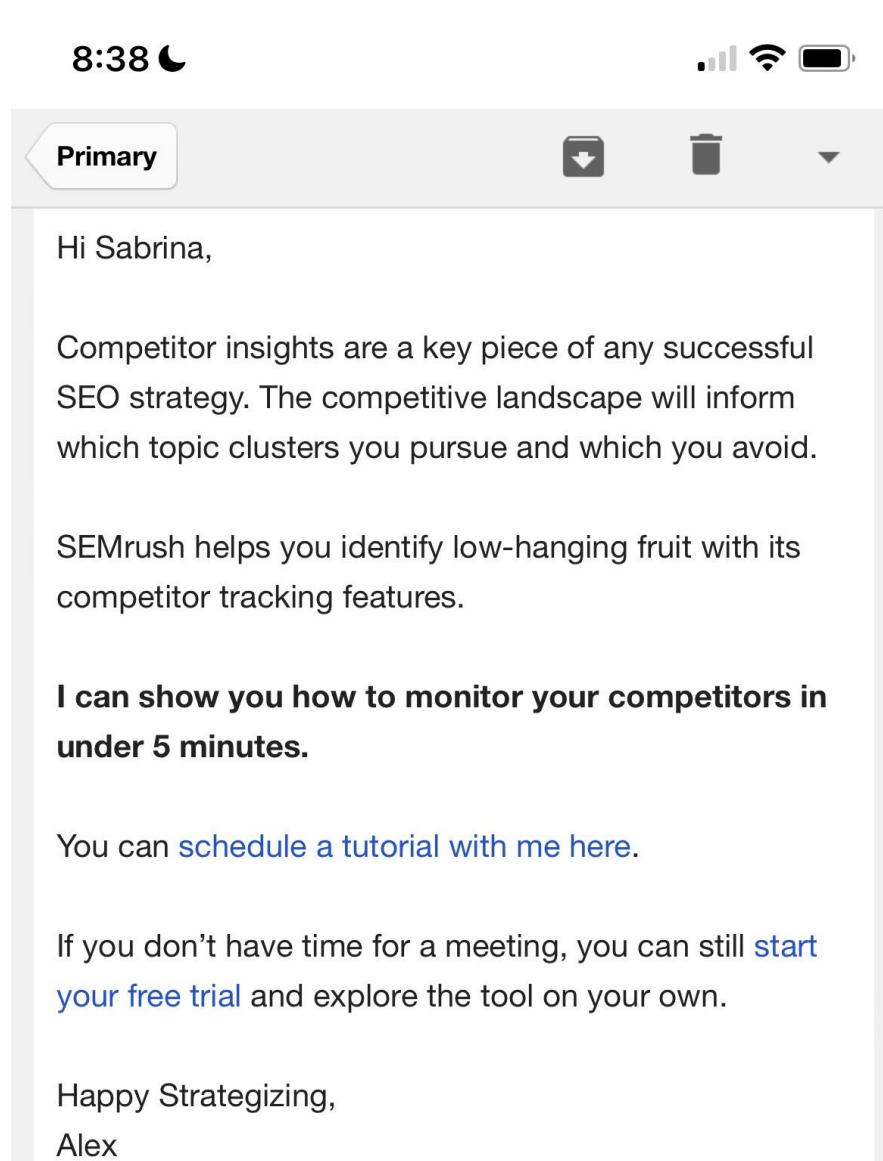 8:38
Primary
Hi Sabrina,
Competitor insights are a key piece of any successful
SEO strategy. The competitive landscape will inform
which topic clusters you pursue and which you avoid.
SEMrush helps you identify low-hanging fruit with its
competitor tracking features.
I can show you how to monitor your competitors in
under 5 minutes.
You can schedule a tutorial with me here.
If you don’t have time for a meeting, you can still start
your free trial and explore the tool on your own.
Happy Strategizing,
Alex